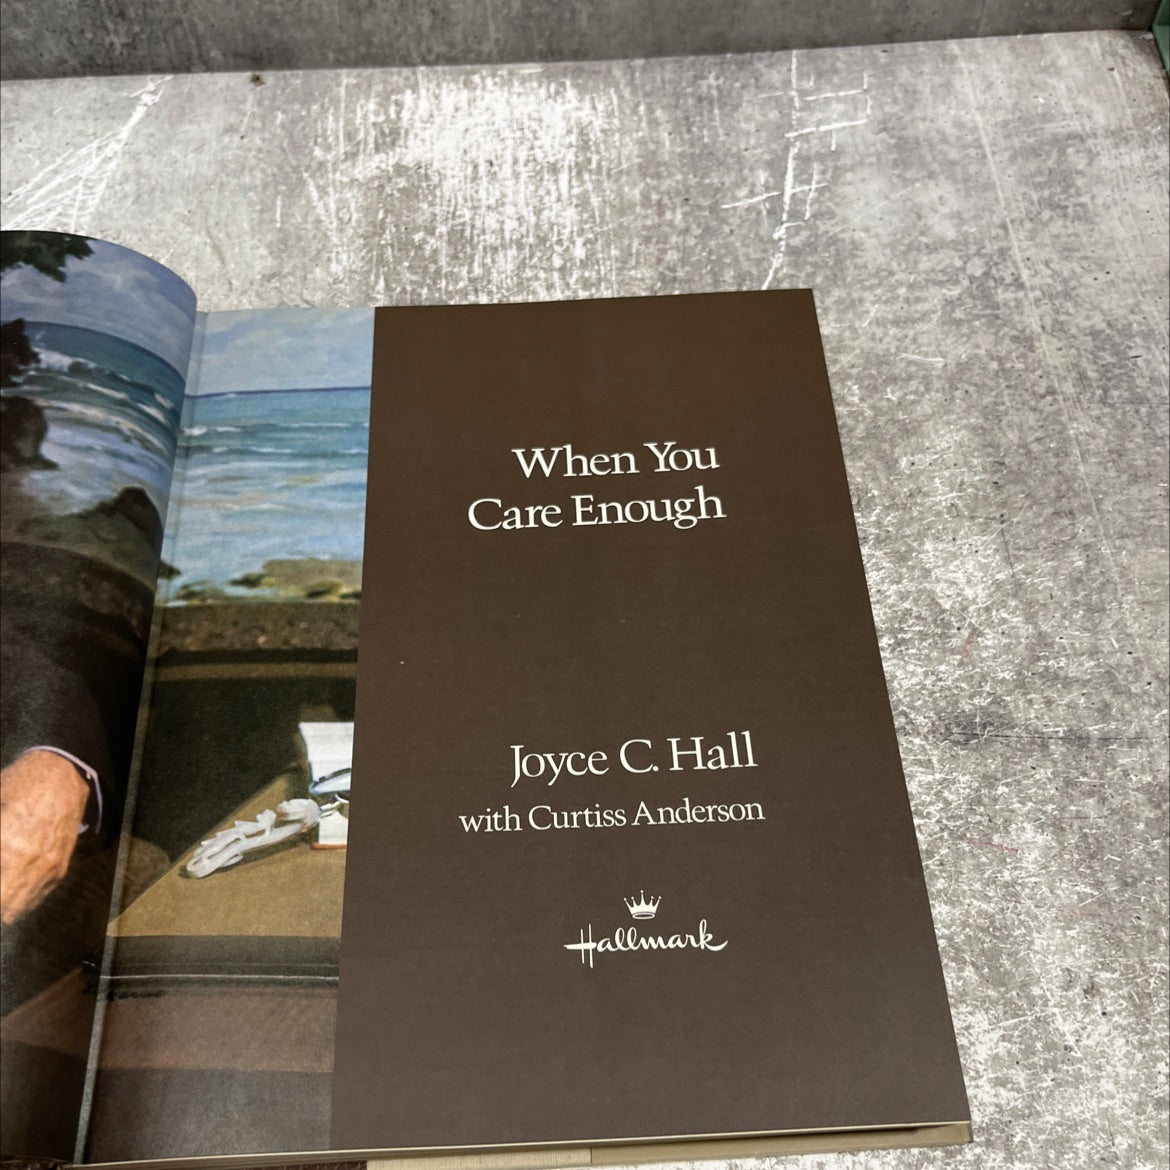 When You
Care Enough
Joyce C. Hall
with Curtiss Anderson
Hallmark